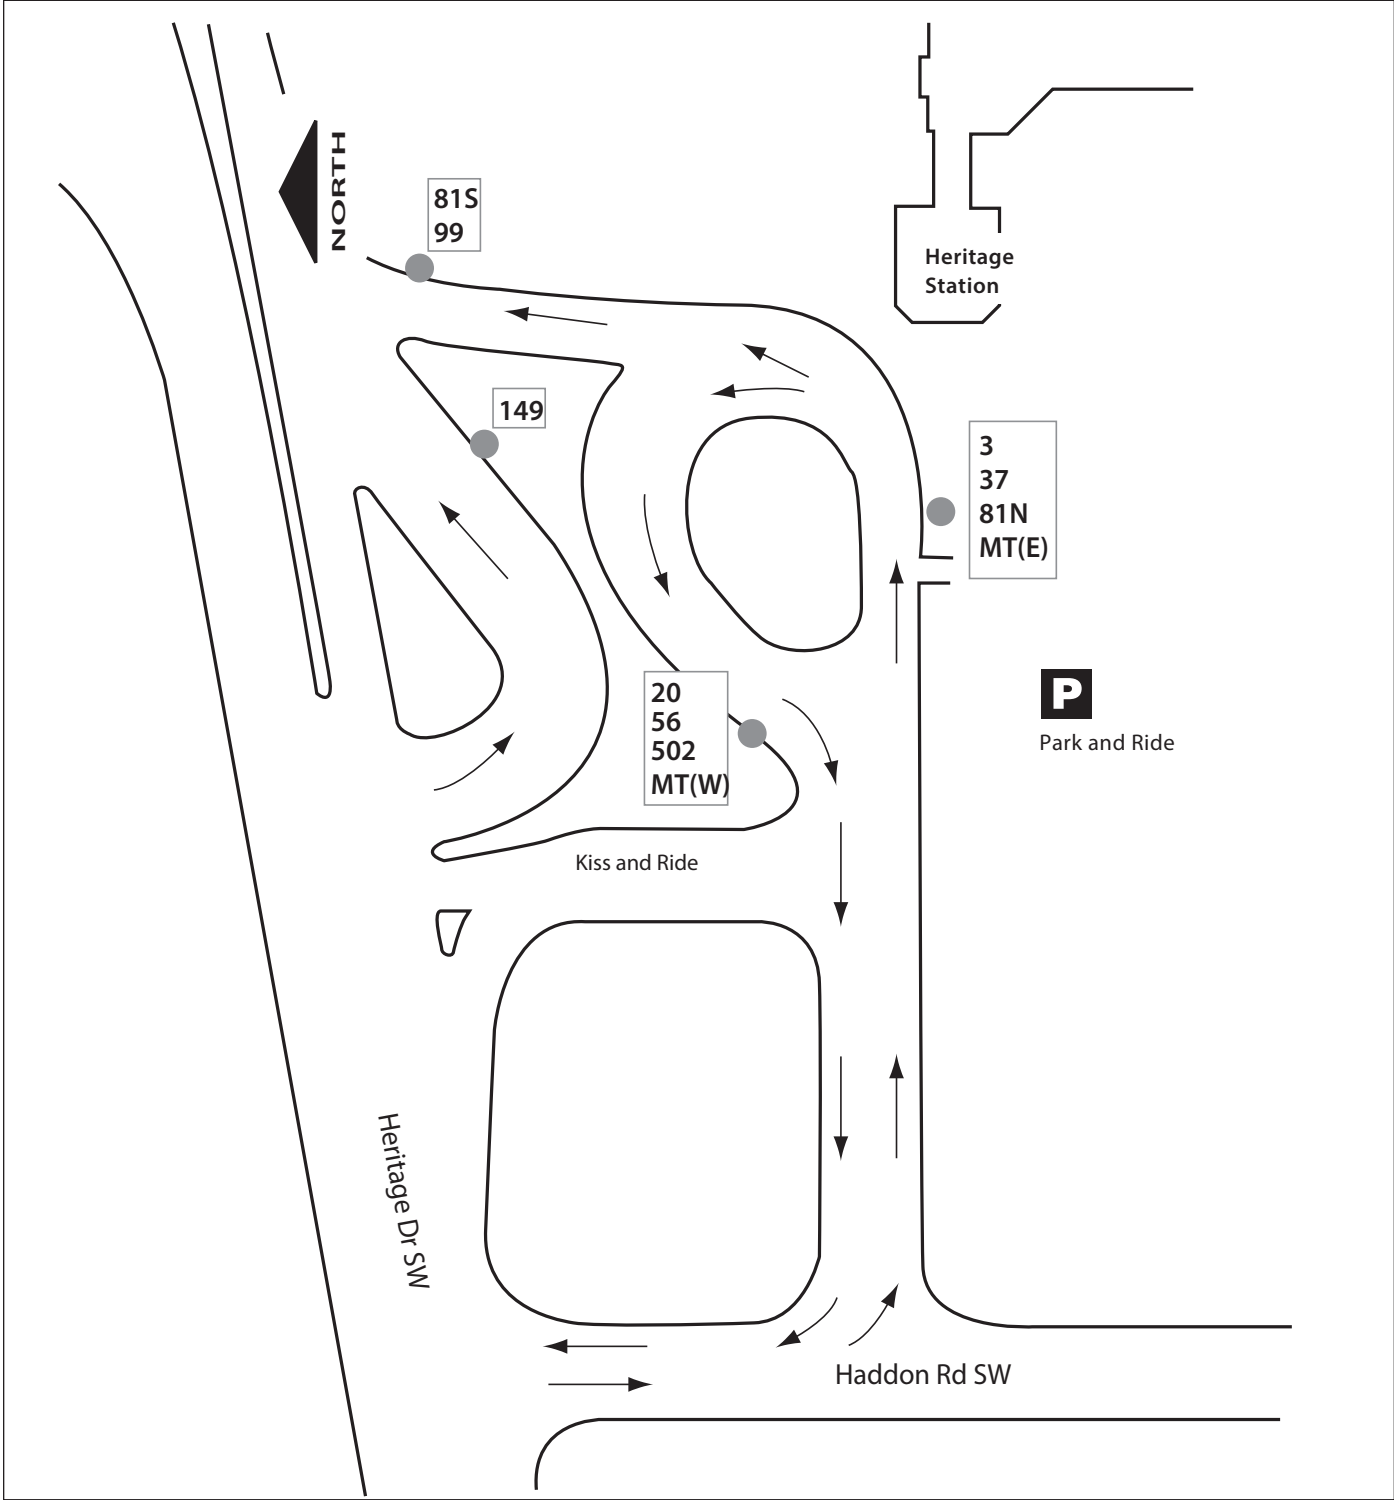 NORTH
81S
99
Heritage
Station
149
3
37
81N
MT(E)
20
56
502
MT(W)
P
Park and Ride
Kiss and Ride
Heritage Dr SW
Haddon Rd SW